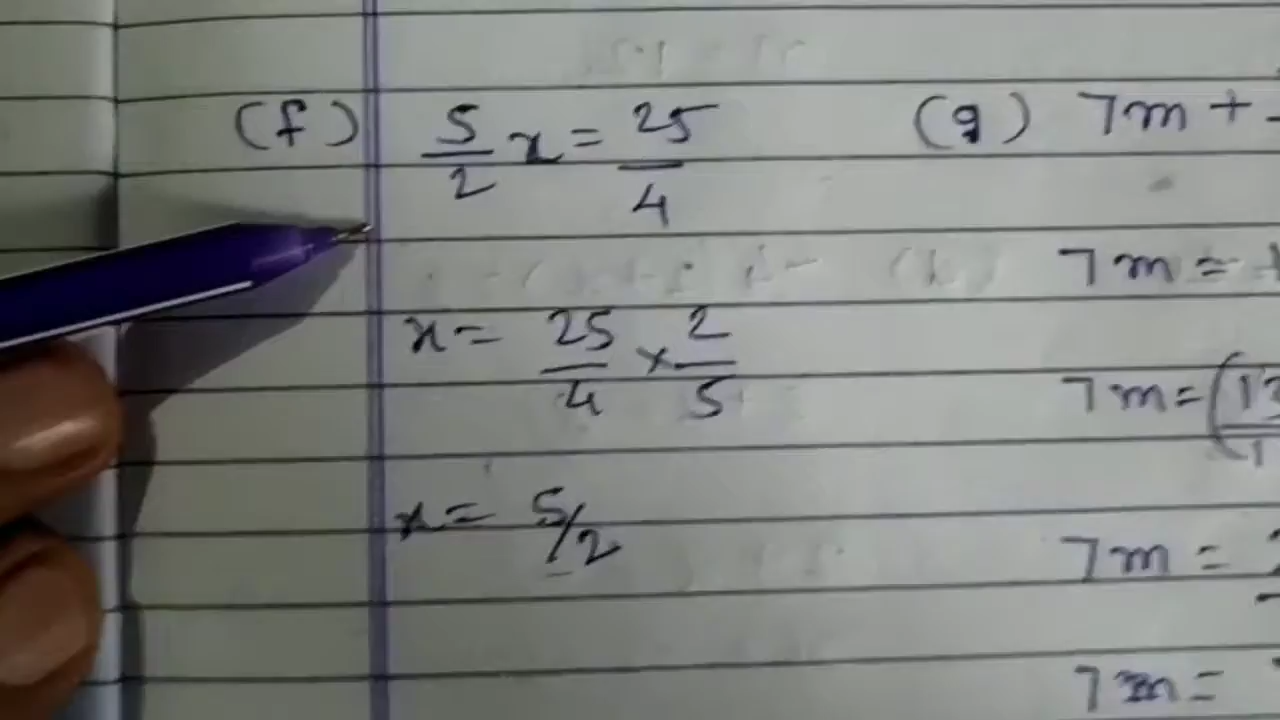 (f) 5/2 x = 25/4
x = 25/4 × 2/5
x = 5/2
(g) 7m +
7m =
7m = (
7m =
7m =